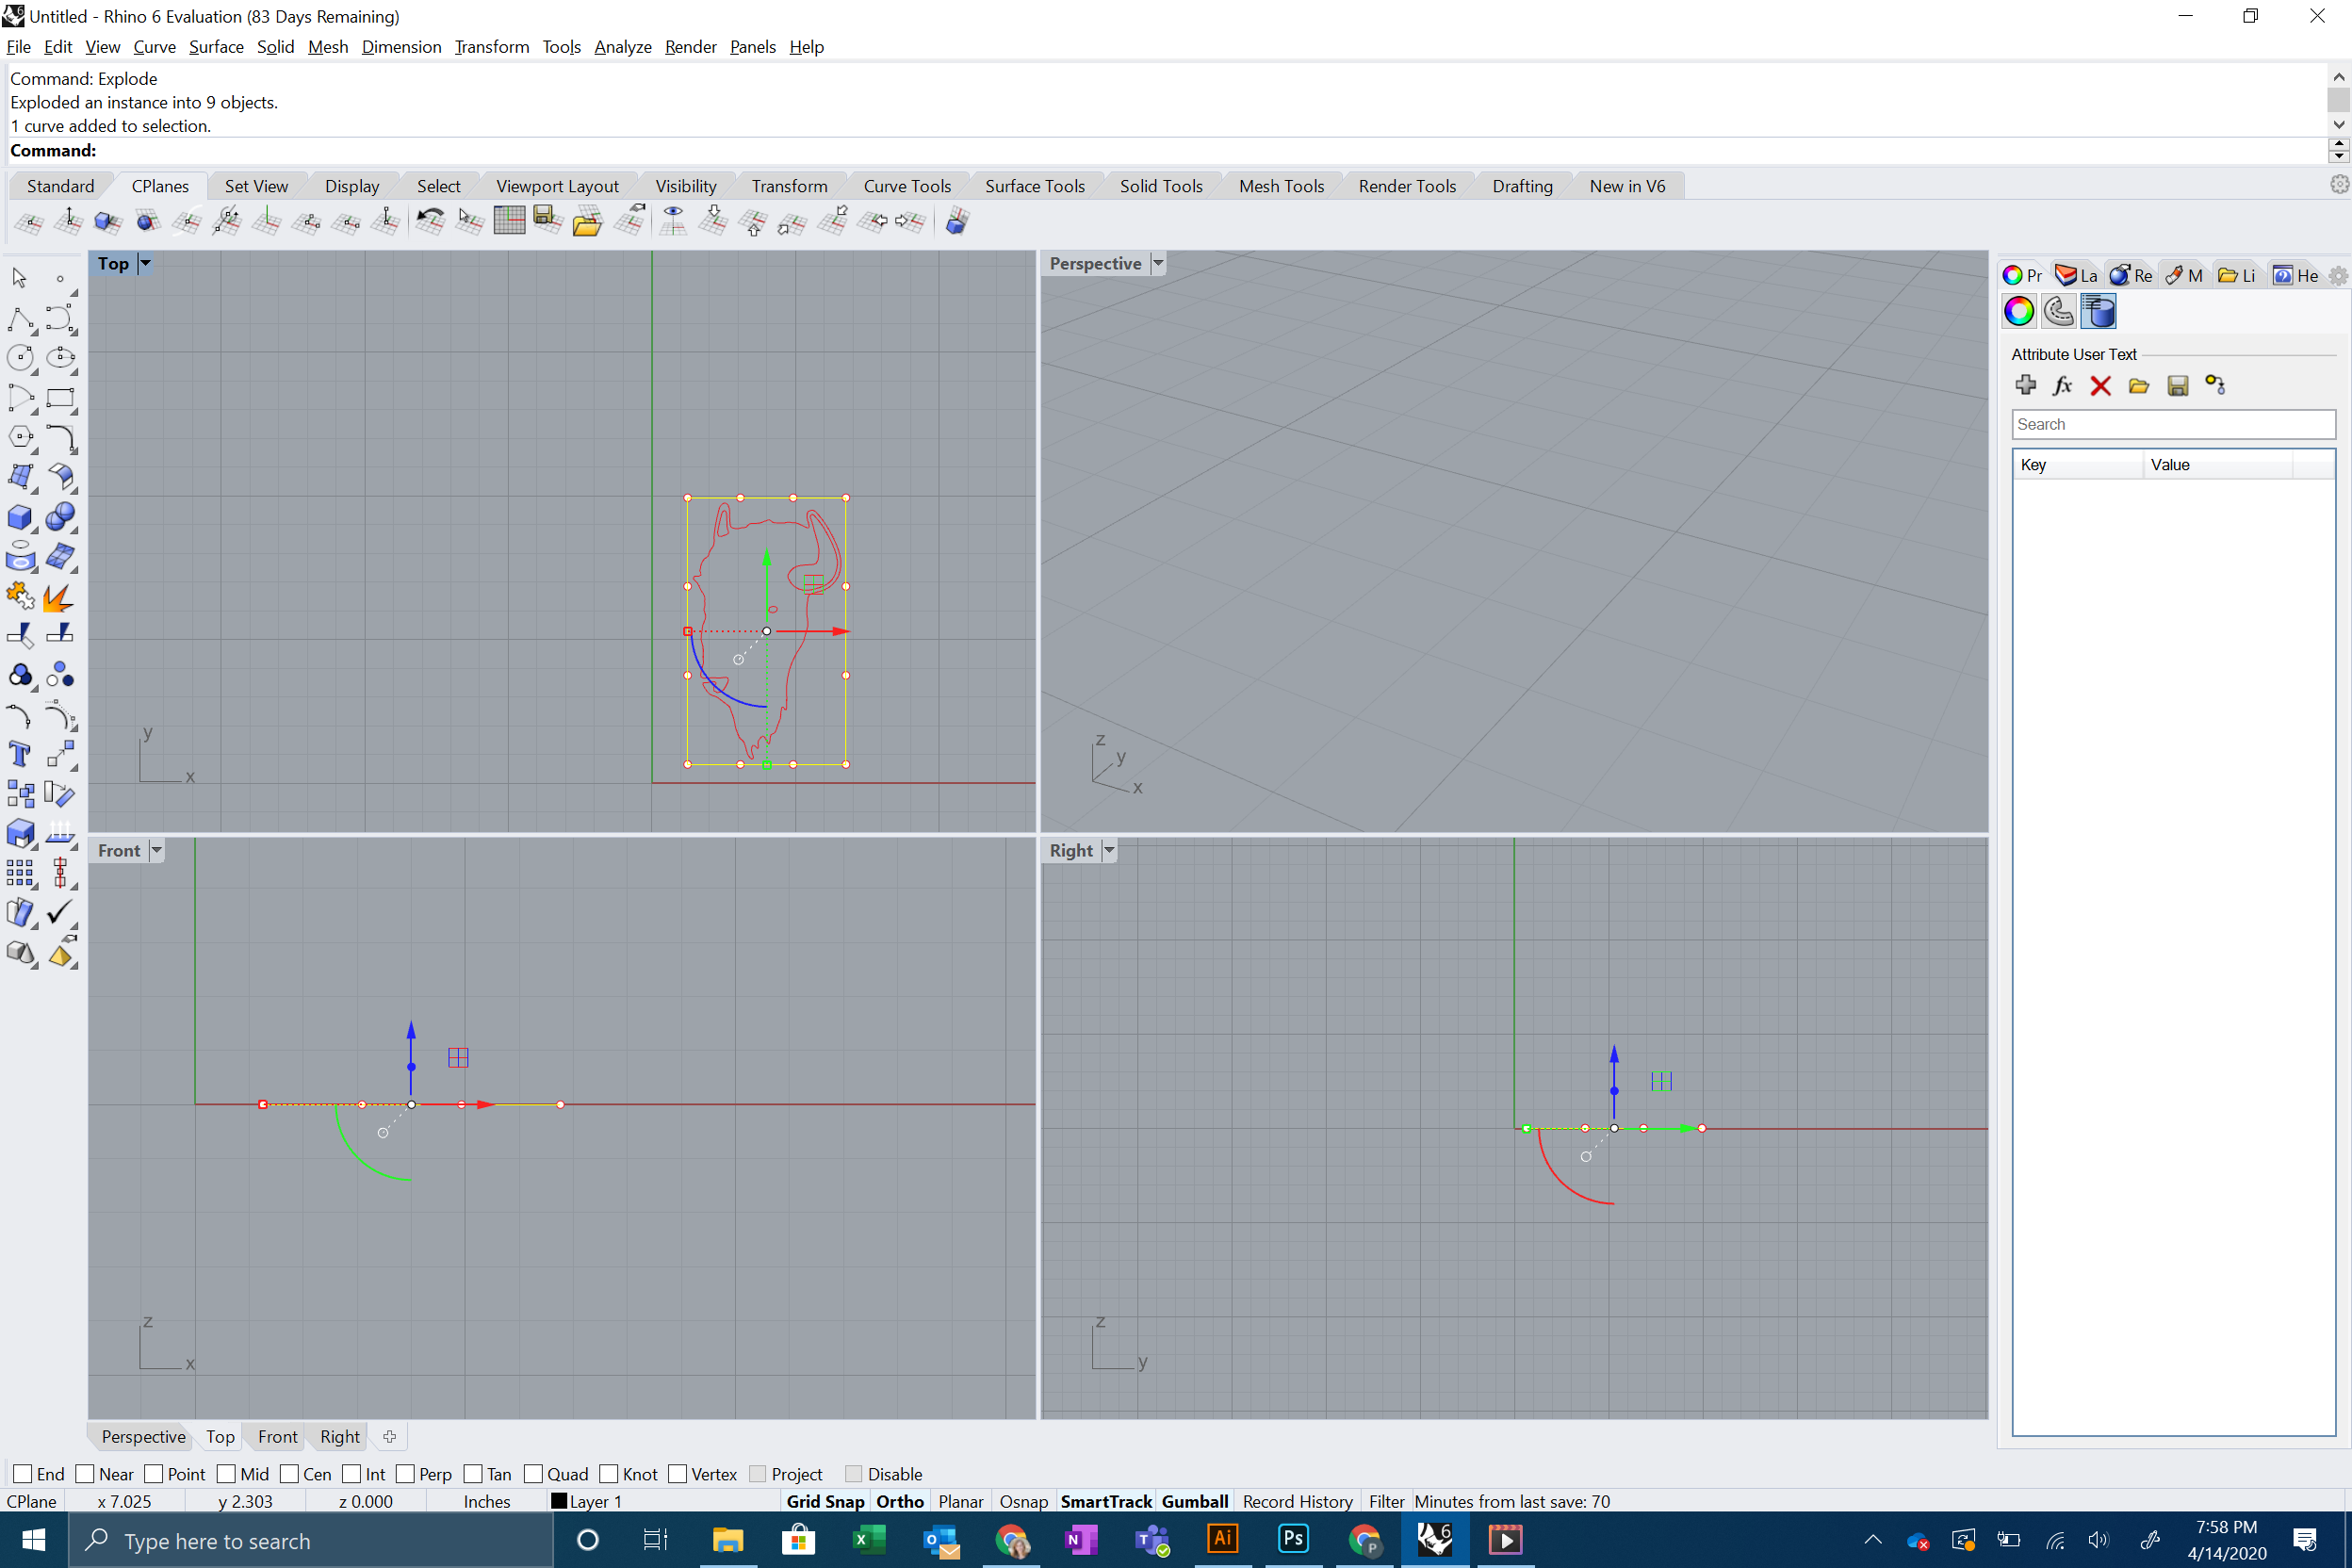 Untitled - Rhino 6 Evaluation (83 Days Remaining)
File Edit View Curve Surface Solid Mesh Dimension Transform Tools Analyze Render Panels Help
Command: Explode
Exploded an instance into 9 objects.
1 curve added to selection.
Command:
Standard CPlanes Set View Display Select Viewport Layout Visibility Transform Curve Tools Surface Tools Solid Tools Mesh Tools Render Tools Drafting New in V6
Top
Perspective
Pr La Re M Li He
Attribute User Text
fx
Search
Key Value
y
x
z
y
x
Front
Right
z
x
z
y
Perspective Top Front Right
End Near Point Mid Cen Int Perp Tan Quad Knot Vertex Project Disable
CPlane x 7.025 y 2.303 z 0.000 Inches Layer 1 Grid Snap Ortho Planar Osnap SmartTrack Gumball Record History Filter Minutes from last save: 70
Type here to search
Ai Ps P 6
7:58 PM
4/14/2020